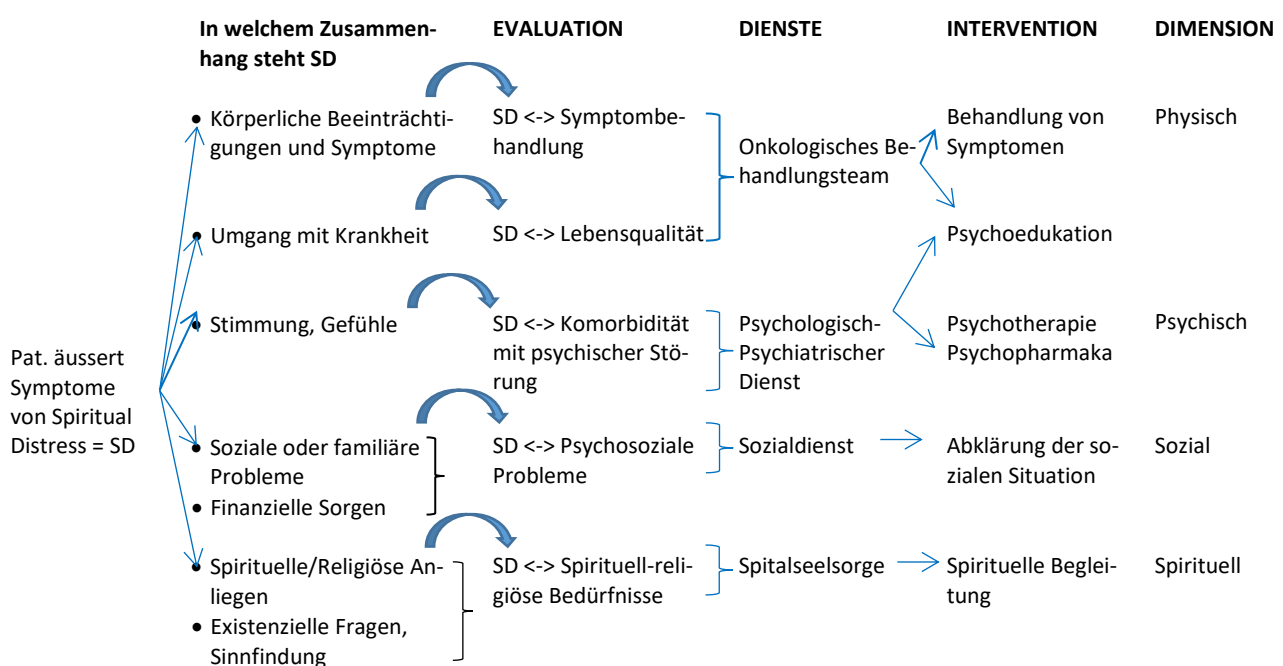 In welchem Zusammen-
hang steht SD
EVALUATION
DIENSTE
INTERVENTION
DIMENSION
Pat. äussert
Symptome
von Spiritual
Distress = SD
• Körperliche Beeinträchti-
gungen und Symptome
SD <-> Symptombe-
handlung
Onkologisches Be-
handlungsteam
Behandlung von
Symptomen
Physisch
• Umgang mit Krankheit
SD <-> Lebensqualität
Psychoedukation
• Stimmung, Gefühle
SD <-> Komorbidität
mit psychischer Stö-
rung
Psychologisch-
Psychiatrischer
Dienst
Psychotherapie
Psychopharmaka
Psychisch
• Soziale oder familiäre
Probleme
• Finanzielle Sorgen
SD <-> Psychosoziale
Probleme
Sozialdienst
Abklärung der so-
zialen Situation
Sozial
• Spirituelle/Religiöse An-
liegen
• Existenzielle Fragen,
Sinnfindung
SD <-> Spirituell-reli-
giöse Bedürfnisse
Spitalseelsorge
Spirituelle Beglei-
tung
Spirituell